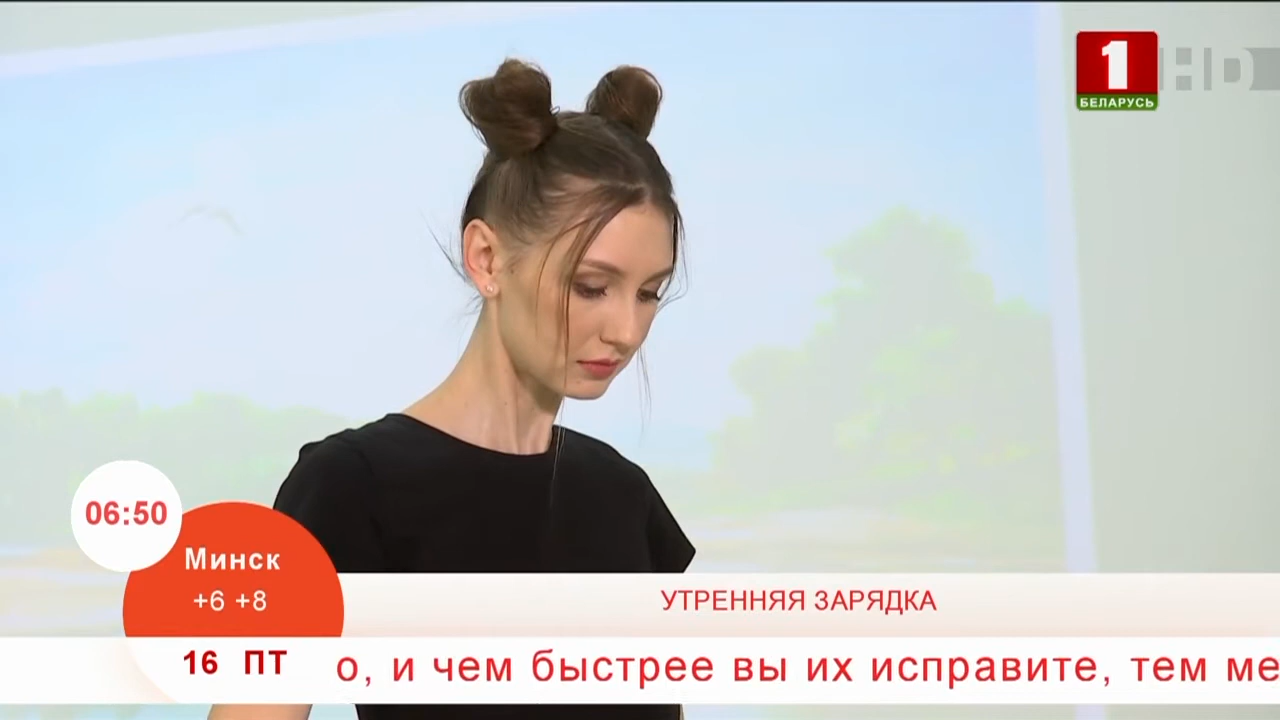 1 HD
БЕЛАРУСЬ
06:50
Минск
+6 +8
УТРЕННЯЯ ЗАРЯДКА
16 ПТ
о, и чем быстрее вы их исправите, тем ме